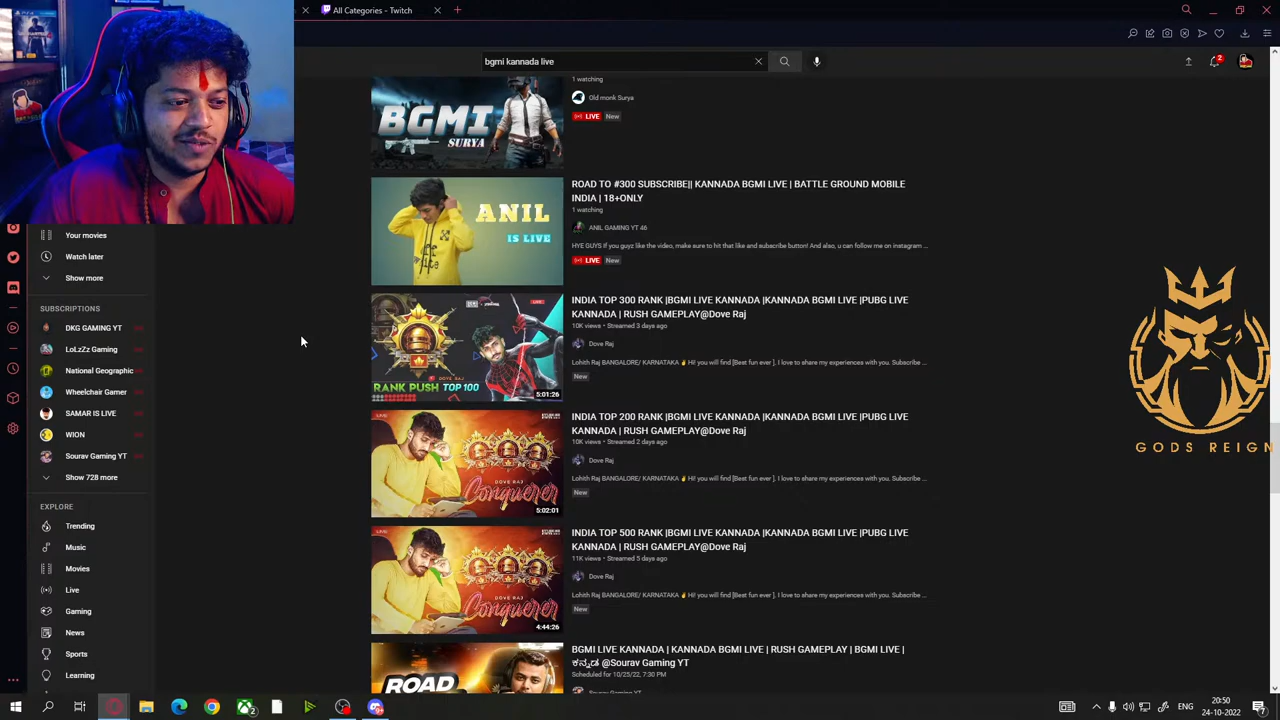 All Categories - Twitch
bgmi kannada live
2
1 watching
Old monk Surya
LIVE New
BGMI
SURYA
ROAD TO #300 SUBSCRIBE|| KANNADA BGMI LIVE | BATTLE GROUND MOBILE
INDIA | 18+ONLY
1 watching
ANIL GAMING YT 46
HYE GUYS If you guyz like the video, make sure to hit that like and subscribe button! And also, u can follow me on instagram ...
LIVE New
ANIL
IS LIVE
Your movies
Watch later
Show more
SUBSCRIPTIONS
DKG GAMING YT
LoLzZz Gaming
National Geographic
Wheelchair Gamer
SAMAR IS LIVE
WION
Sourav Gaming YT
Show 728 more
EXPLORE
Trending
Music
Movies
Live
Gaming
News
Sports
Learning
INDIA TOP 300 RANK |BGMI LIVE KANNADA |KANNADA BGMI LIVE |PUBG LIVE
KANNADA | RUSH GAMEPLAY@Dove Raj
10K views • Streamed 3 days ago
Dove Raj
Lohith Raj BANGALORE/ KARNATAKA ✌ Hi! you will find [Best fun ever ]. I love to share my experiences with you. Subscribe ...
New
LIVE
DOVE RAJ
RANK PUSH TOP 100
5:01:26
INDIA TOP 200 RANK |BGMI LIVE KANNADA |KANNADA BGMI LIVE |PUBG LIVE
KANNADA | RUSH GAMEPLAY@Dove Raj
10K views • Streamed 2 days ago
Dove Raj
Lohith Raj BANGALORE/ KARNATAKA ✌ Hi! you will find [Best fun ever ]. I love to share my experiences with you. Subscribe ...
New
DOVE RAJ
Conquerer
5:02:01
INDIA TOP 500 RANK |BGMI LIVE KANNADA |KANNADA BGMI LIVE |PUBG LIVE
KANNADA | RUSH GAMEPLAY@Dove Raj
11K views • Streamed 5 days ago
Dove Raj
Lohith Raj BANGALORE/ KARNATAKA ✌ Hi! you will find [Best fun ever ]. I love to share my experiences with you. Subscribe ...
New
DOVE RAJ
Conquerer
4:44:26
BGMI LIVE KANNADA | KANNADA BGMI LIVE | RUSH GAMEPLAY | BGMI LIVE |
ಕನ್ನಡ @Sourav Gaming YT
Scheduled for 10/25/22, 7:30 PM
Sourav Gaming YT
ROAD
GODS REIGN
2
ENG
20:50
24-10-2022